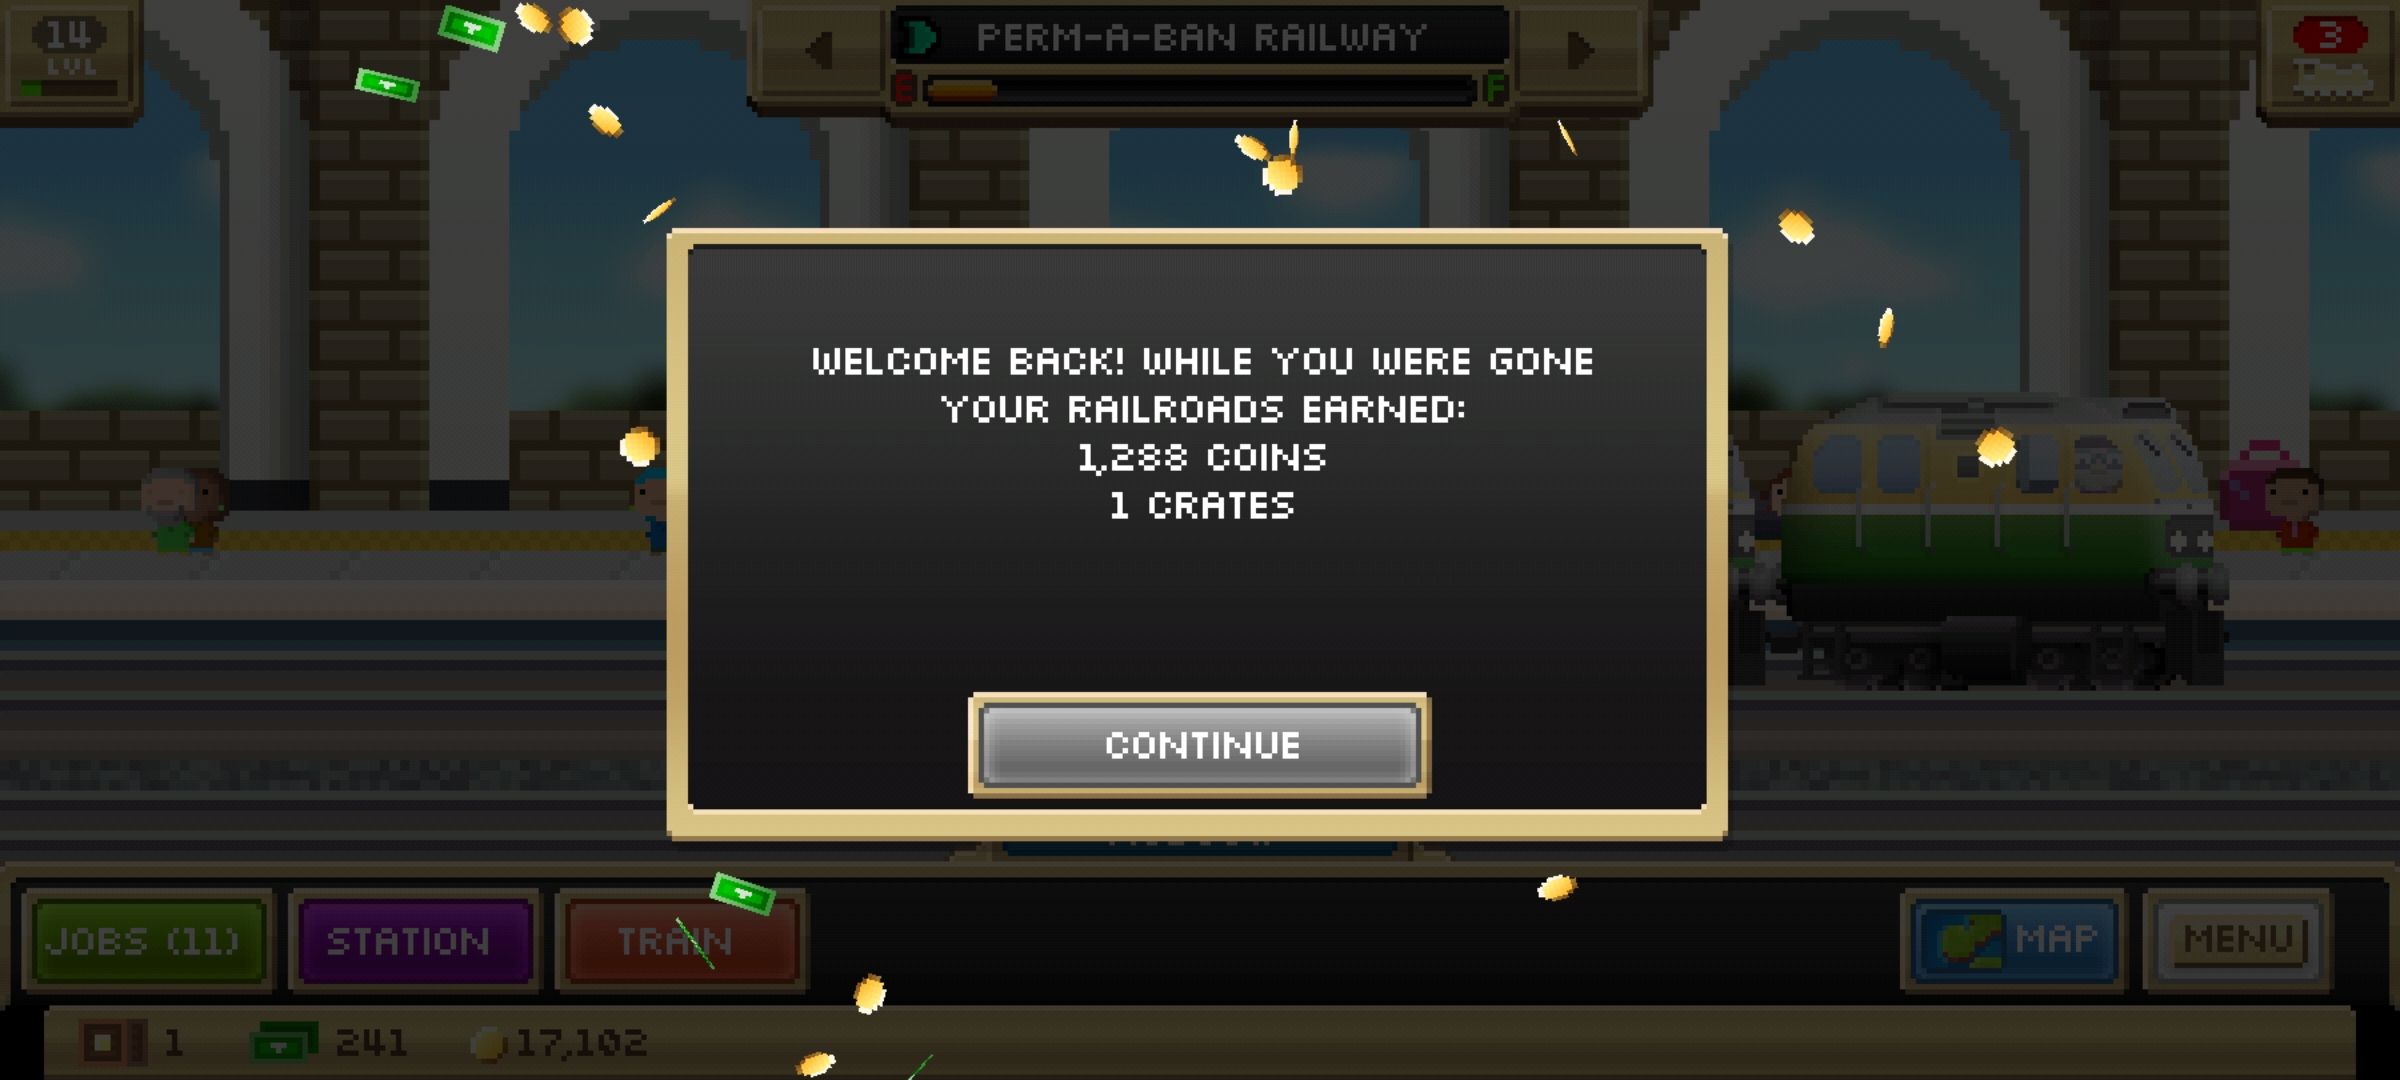 14
LVL
PERM-A-BAN RAILWAY
E F
3
WELCOME BACK! WHILE YOU WERE GONE
YOUR RAILROADS EARNED:
1,288 COINS
1 CRATES
CONTINUE
JOBS (11) STATION TRAIN MAP MENU
1 241 17,102